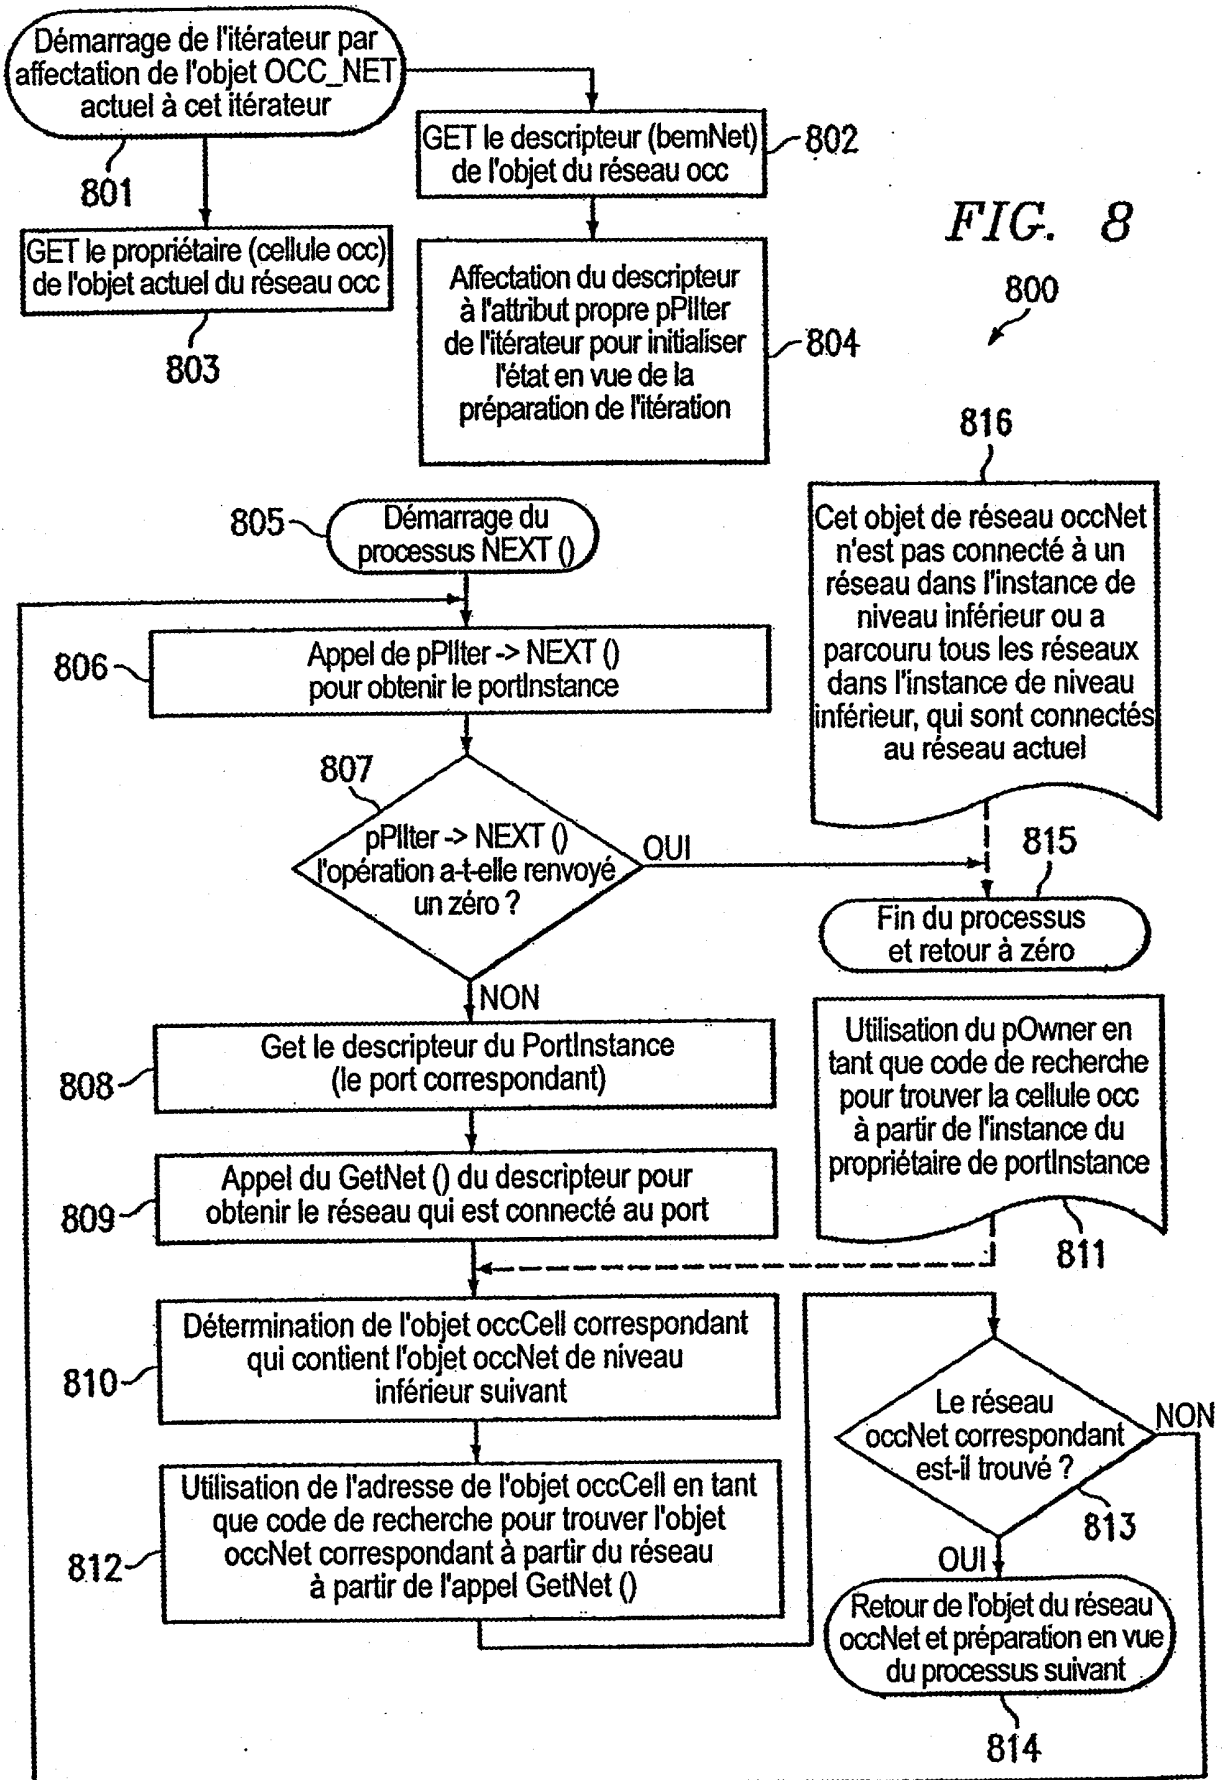 Démarrage de l'itérateur par
affectation de l'objet OCC_NET
actuel à cet itérateur
801
GET le descripteur (bemNet)
de l'objet du réseau occ
802
GET le propriétaire (cellule occ)
de l'objet actuel du réseau occ
803
Affectation du descripteur
à l'attribut propre pPIIter
de l'itérateur pour initialiser
l'état en vue de la
préparation de l'itération
804
FIG. 8
800
805
Démarrage du
processus NEXT ()
806
Appel de pPIIter -> NEXT ()
pour obtenir le portInstance
807
pPIIter -> NEXT ()
l'opération a-t-elle renvoyé
un zéro ?
OUI
NON
816
Cet objet de réseau occNet
n'est pas connecté à un
réseau dans l'instance de
niveau inférieur ou a
parcouru tous les réseaux
dans l'instance de niveau
inférieur, qui sont connectés
au réseau actuel
815
Fin du processus
et retour à zéro
808
Get le descripteur du PortInstance
(le port correspondant)
809
Appel du GetNet () du descripteur pour
obtenir le réseau qui est connecté au port
Utilisation du pOwner en
tant que code de recherche
pour trouver la cellule occ
à partir de l'instance du
propriétaire de portInstance
811
810
Détermination de l'objet occCell correspondant
qui contient l'objet occNet de niveau
inférieur suivant
812
Utilisation de l'adresse de l'objet occCell en tant
que code de recherche pour trouver l'objet
occNet correspondant à partir du réseau
à partir de l'appel GetNet ()
Le réseau
occNet correspondant
est-il trouvé ?
NON
813
OUI
Retour de l'objet du réseau
occNet et préparation en vue
du processus suivant
814